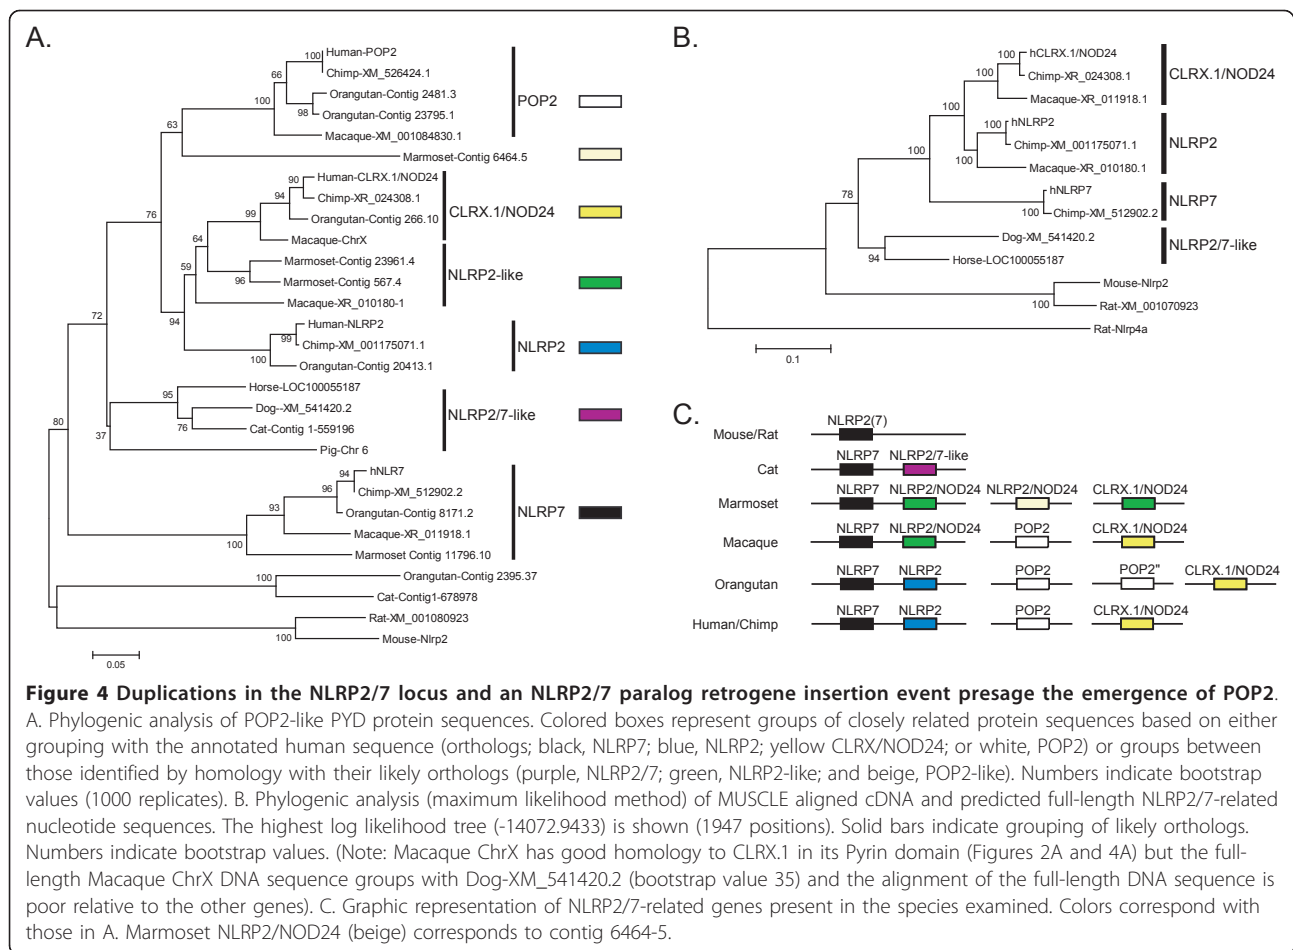 A.
100
Human-POP2
66
Chimp-XM_526424.1
Orangutan-Contig 2481.3
100
98
Orangutan-Contig 23795.1
POP2
63
Macaque-XM_001084830.1
Marmoset-Contig 6464.5
90
Human-CLRX.1/NOD24
94
Chimp-XR_024308.1
76
99
Orangutan-Contig 266.10
CLRX.1/NOD24
64
Macaque-ChrX
59
Marmoset-Contig 23961.4
96
Marmoset-Contig 567.4
NLRP2-like
72
94
Macaque-XR_010180-1
Human-NLRP2
99
Chimp-XM_001175071.1
NLRP2
100
Orangutan-Contig 20413.1
95
Horse-LOC100055187
80
Dog--XM_541420.2
NLRP2/7-like
37
76
Cat-Contig 1-559196
Pig-Chr 6
94
hNLR7
96
Chimp-XM_512902.2
93
Orangutan-Contig 8171.2
NLRP7
Macaque-XR_011918.1
100
Marmoset Contig 11796.10
100
Orangutan-Contig 2395.37
Cat-Contig1-678978
Rat-XM_001080923
100
Mouse-Nlrp2
0.05
B.
100
hCLRX.1/NOD24
100
Chimp-XR_024308.1
CLRX.1/NOD24
Macaque-XR_011918.1
100
100
hNLRP2
Chimp-XM_001175071.1
NLRP2
100
100
Macaque-XR_010180.1
78
hNLRP7
NLRP7
100
Chimp-XM_512902.2
Dog-XM_541420.2
NLRP2/7-like
94
Horse-LOC100055187
Mouse-Nlrp2
100
Rat-XM_001070923
Rat-Nlrp4a
0.1
C.
Mouse/Rat NLRP2(7)
Cat NLRP7 NLRP2/7-like
Marmoset NLRP7 NLRP2/NOD24 NLRP2/NOD24 CLRX.1/NOD24
Macaque NLRP7 NLRP2/NOD24 POP2 CLRX.1/NOD24
Orangutan NLRP7 NLRP2 POP2 POP2" CLRX.1/NOD24
Human/Chimp NLRP7 NLRP2 POP2 CLRX.1/NOD24
Figure 4 Duplications in the NLRP2/7 locus and an NLRP2/7 paralog retrogene insertion event presage the emergence of POP2.
A. Phylogenic analysis of POP2-like PYD protein sequences. Colored boxes represent groups of closely related protein sequences based on either
grouping with the annotated human sequence (orthologs; black, NLRP7; blue, NLRP2; yellow CLRX/NOD24; or white, POP2) or groups between
those identified by homology with their likely orthologs (purple, NLRP2/7; green, NLRP2-like; and beige, POP2-like). Numbers indicate bootstrap
values (1000 replicates). B. Phylogenic analysis (maximum likelihood method) of MUSCLE aligned cDNA and predicted full-length NLRP2/7-related
nucleotide sequences. The highest log likelihood tree (-14072.9433) is shown (1947 positions). Solid bars indicate grouping of likely orthologs.
Numbers indicate bootstrap values. (Note: Macaque ChrX has good homology to CLRX.1 in its Pyrin domain (Figures 2A and 4A) but the full-
length Macaque ChrX DNA sequence groups with Dog-XM_541420.2 (bootstrap value 35) and the alignment of the full-length DNA sequence is
poor relative to the other genes). C. Graphic representation of NLRP2/7-related genes present in the species examined. Colors correspond with
those in A. Marmoset NLRP2/NOD24 (beige) corresponds to contig 6464-5.